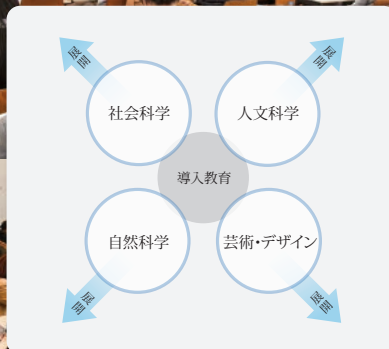 展開
展開
社会科学
人文科学
導入教育
自然科学
芸術・デザイン
展開
展開